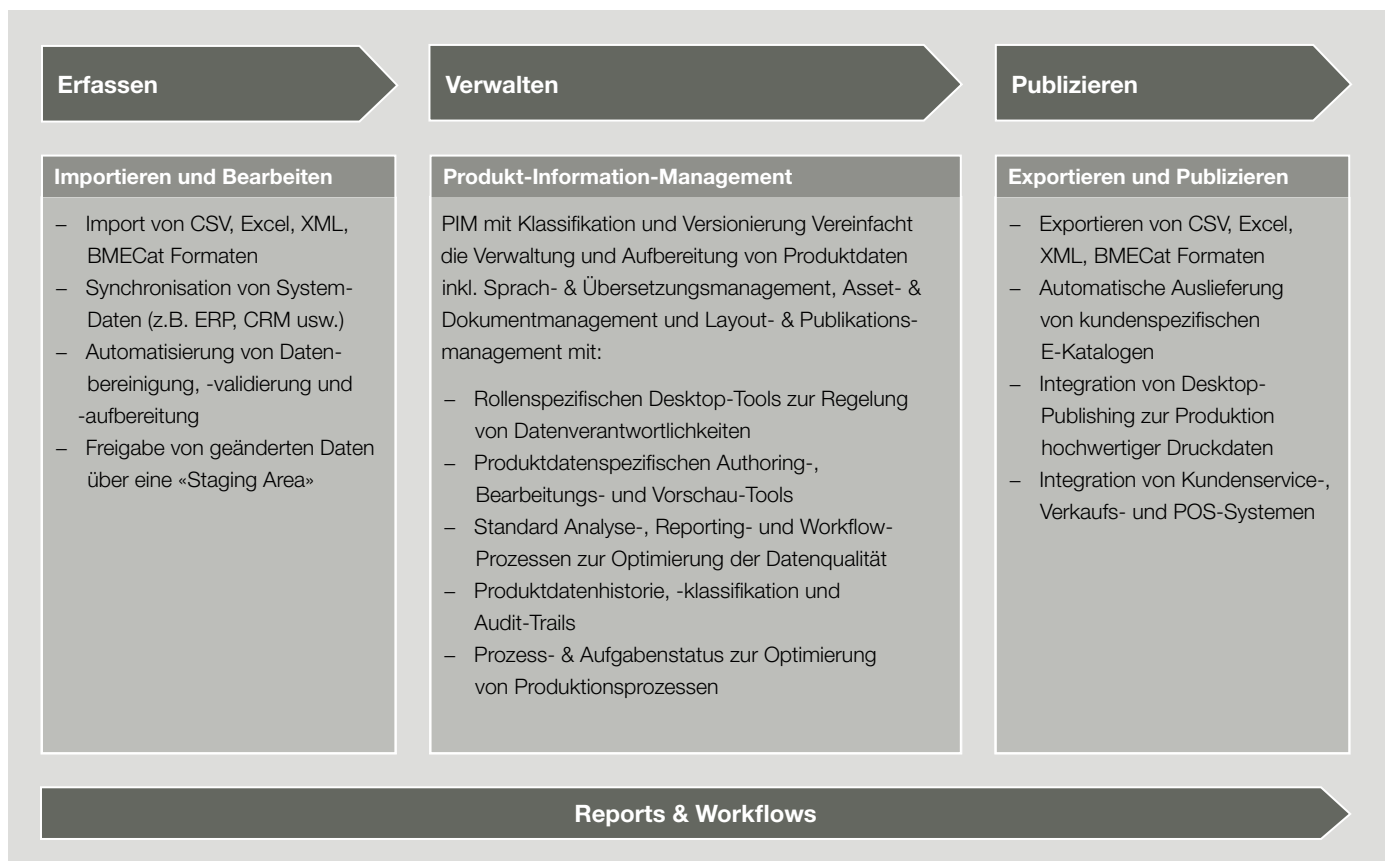 Erfassen
Verwalten
Publizieren
Importieren und Bearbeiten
– Import von CSV, Excel, XML,
BMECat Formaten
– Synchronisation von System-
Daten (z.B. ERP, CRM usw.)
– Automatisierung von Daten-
bereinigung, -validierung und
-aufbereitung
– Freigabe von geänderten Daten
über eine «Staging Area»
Produkt-Information-Management
PIM mit Klassifikation und Versionierung Vereinfacht
die Verwaltung und Aufbereitung von Produktdaten
inkl. Sprach- & Übersetzungsmanagement, Asset- &
Dokumentmanagement und Layout- & Publikations-
management mit:
– Rollenspezifischen Desktop-Tools zur Regelung
von Datenverantwortlichkeiten
– Produktdatenspezifischen Authoring-,
Bearbeitungs- und Vorschau-Tools
– Standard Analyse-, Reporting- und Workflow-
Prozessen zur Optimierung der Datenqualität
– Produktdatenhistorie, -klassifikation und
Audit-Trails
– Prozess- & Aufgabenstatus zur Optimierung
von Produktionsprozessen
Exportieren und Publizieren
– Exportieren von CSV, Excel,
XML, BMECat Formaten
– Automatische Auslieferung
von kundenspezifischen
E-Katalogen
– Integration von Desktop-
Publishing zur Produktion
hochwertiger Druckdaten
– Integration von Kundenservice-,
Verkaufs- und POS-Systemen
Reports & Workflows